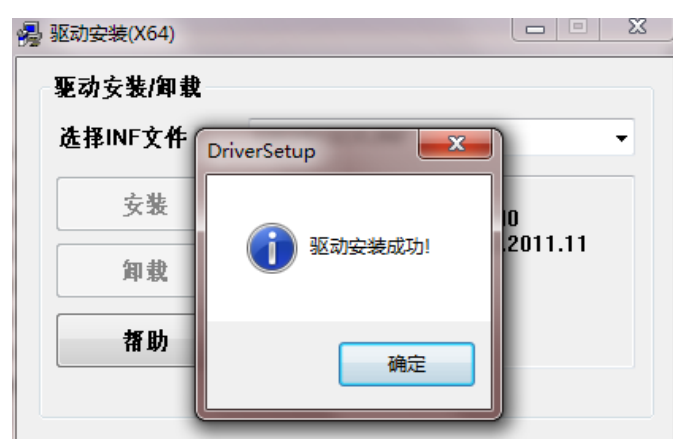 驱动安装(X64)
驱动安装/卸载
选择INF文件
DriverSetup
安装
卸载
帮助
驱动安装成功!
.2011.11
确定